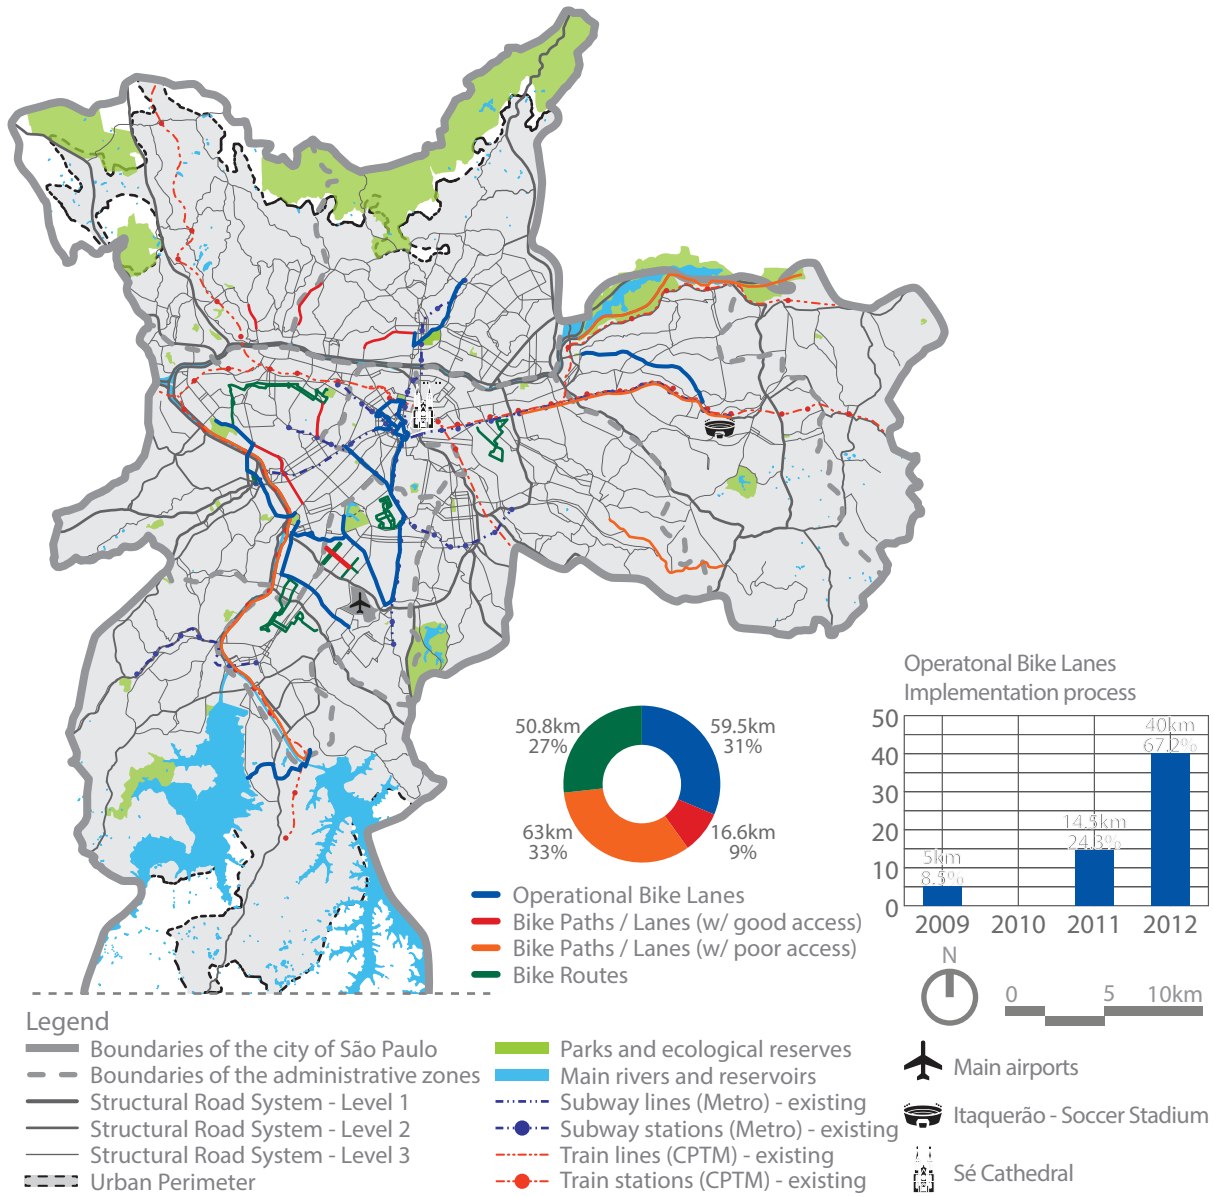 Operatonal Bike Lanes
Implementation process
50
40
30
20
10
0
40km
67.2%
14.5km
24.3%
5km
8.5%
2009 2010 2011 2012
50.8km
27%
59.5km
31%
63km
33%
16.6km
9%
Operational Bike Lanes
Bike Paths / Lanes (w/ good access)
Bike Paths / Lanes (w/ poor access)
Bike Routes
N
0 5 10km
Legend
Boundaries of the city of São Paulo
Boundaries of the administrative zones
Structural Road System - Level 1
Structural Road System - Level 2
Structural Road System - Level 3
Urban Perimeter
Parks and ecological reserves
Main rivers and reservoirs
Subway lines (Metro) - existing
Subway stations (Metro) - existing
Train lines (CPTM) - existing
Train stations (CPTM) - existing
Main airports
Itaquerão - Soccer Stadium
Sé Cathedral